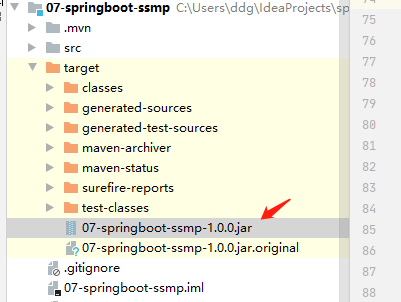 07-springboot-ssmp C:\Users\ddg\IdeaProjects\sp
.mvn
src
target
classes
generated-sources
generated-test-sources
maven-archiver
maven-status
surefire-reports
test-classes
07-springboot-ssmp-1.0.0.jar
07-springboot-ssmp-1.0.0.jar.original
.gitignore
07-springboot-ssmp.iml
75
76
77
78
79
80
81
82
83
84
85
86
87
88